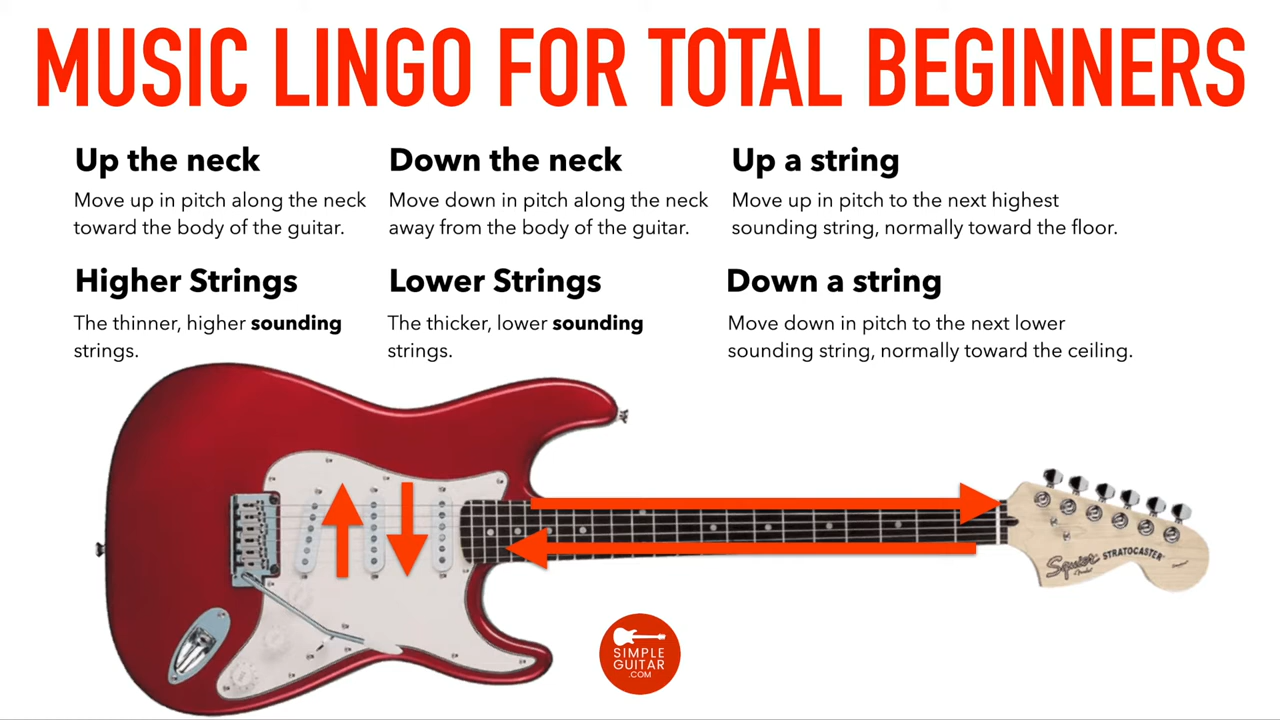 MUSIC LINGO FOR TOTAL BEGINNERS
Up the neck
Move up in pitch along the neck
toward the body of the guitar.
Down the neck
Move down in pitch along the neck
away from the body of the guitar.
Up a string
Move up in pitch to the next highest
sounding string, normally toward the floor.
Higher Strings
The thinner, higher sounding
strings.
Lower Strings
The thicker, lower sounding
strings.
Down a string
Move down in pitch to the next lower
sounding string, normally toward the ceiling.
Squier STRATOCASTER
SIMPLE
GUITAR
.COM